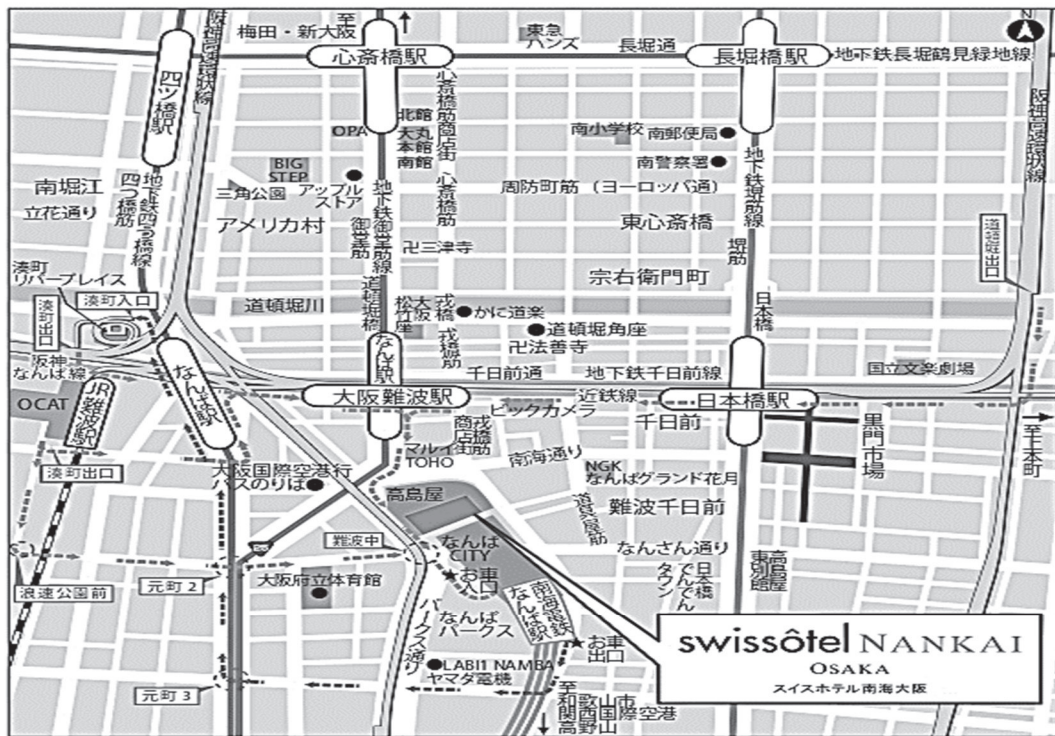 至
梅田・新大阪
阪神高速環状線
東急
ハンズ
長堀通
N
心斎橋駅
長堀橋駅
地下鉄長堀鶴見緑地線
四ツ橋駅
阪神高速環状線
OPA
北館
大丸
本館
南館
心斎橋筋商店街
心斎橋筋
南小学校
南郵便局
南警察署
BIG
STEP
三角公園
アップル
ストア
周防町筋（ヨーロッパ通）
地下鉄堺筋線
南堀江
立花通り
地下鉄四つ橋線
四つ橋筋
アメリカ村
地下鉄御堂筋線
御堂筋
卍三津寺
東心斎橋
堺筋
道頓堀出口
宗右衛門町
湊町
リバープレイス
湊町入口
湊町出口
道頓堀川
道頓堀橋
大阪
松竹座
戎橋
かに道楽
戎橋筋
道頓堀角座
卍法善寺
日本橋
阪神
なんば線
なんば駅
なんば駅
千日前通
地下鉄千日前線
国立文楽劇場
OCAT
JR難波駅
大阪難波駅
近鉄線
日本橋駅
ビックカメラ
千日前
黒門市場
至上本町
戎橋筋
商店街
マルイ
TOHO
南海通り
湊町出口
大阪国際空港行
バスのりば
NGK
なんばグランド花月
高島屋
道具屋筋
難波千日前
難波中
なんば
CITY
なんさん通り
浪速公園前
元町 2
大阪府立体育館
★お車
入口
日本橋
でんでん
タウン
高島屋
東別館
なんば
パークス
南海電鉄
なんば駅
パークス通り
★お車
出口
LABI1 NAMBA
ヤマダ電機
元町 3
至
和歌山市
関西国際空港
高野山
swissôtel NANKAI
OSAKA
スイスホテル南海大阪